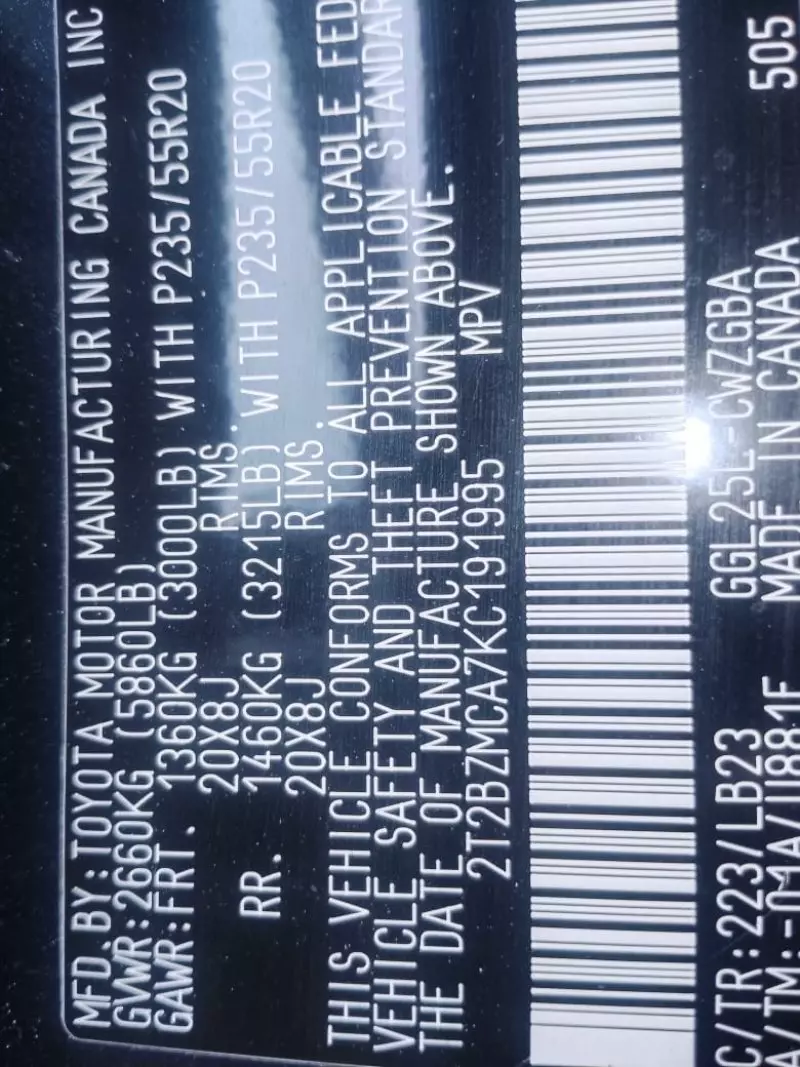 MFD.BY:TOYOTA MOTOR MANUFACTURING CANADA INC
GVWR:2660KG (5860LB)
GAWR:FRT. 1360KG (3000LB) WITH P235/55R20
20X8J RIMS.
RR. 1460KG (3215LB) WITH P235/55R20
20X8J RIMS.
THIS VEHICLE CONFORMS TO ALL APPLICABLE FED
VEHICLE SAFETY AND THEFT PREVENTION STANDAR
THE DATE OF MANUFACTURE SHOWN ABOVE.
2T2BZMCA7KC191995 MPV
C/TR:223/LB23 GGL25L-CWZGBA 505
A/TM:-01A/U881F MADE IN CANADA